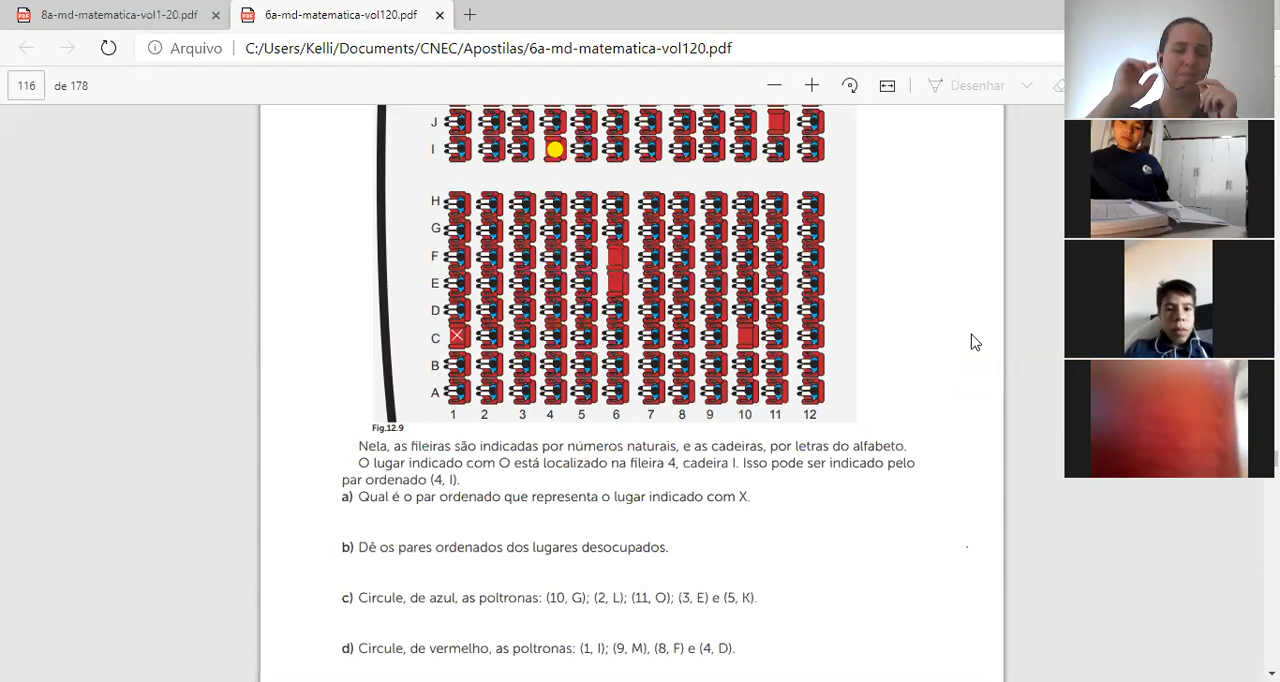 8a-md-matematica-vol1-20.pdf
6a-md-matematica-vol120.pdf
Arquivo
C:/Users/Kelli/Documents/CNEC/Apostilas/6a-md-matematica-vol120.pdf
116
de 178
Desenhar
J
I
H
G
F
E
D
C
B
A
1 2 3 4 5 6 7 8 9 10 11 12
Fig.12.9
Nela, as fileiras são indicadas por números naturais, e as cadeiras, por letras do alfabeto.
O lugar indicado com O está localizado na fileira 4, cadeira I. Isso pode ser indicado pelo
par ordenado (4, I).
a) Qual é o par ordenado que representa o lugar indicado com X.
b) Dê os pares ordenados dos lugares desocupados.
c) Circule, de azul, as poltronas: (10, G); (2, L); (11, O); (3, E) e (5, K).
d) Circule, de vermelho, as poltronas: (1, I); (9, M), (8, F) e (4, D).